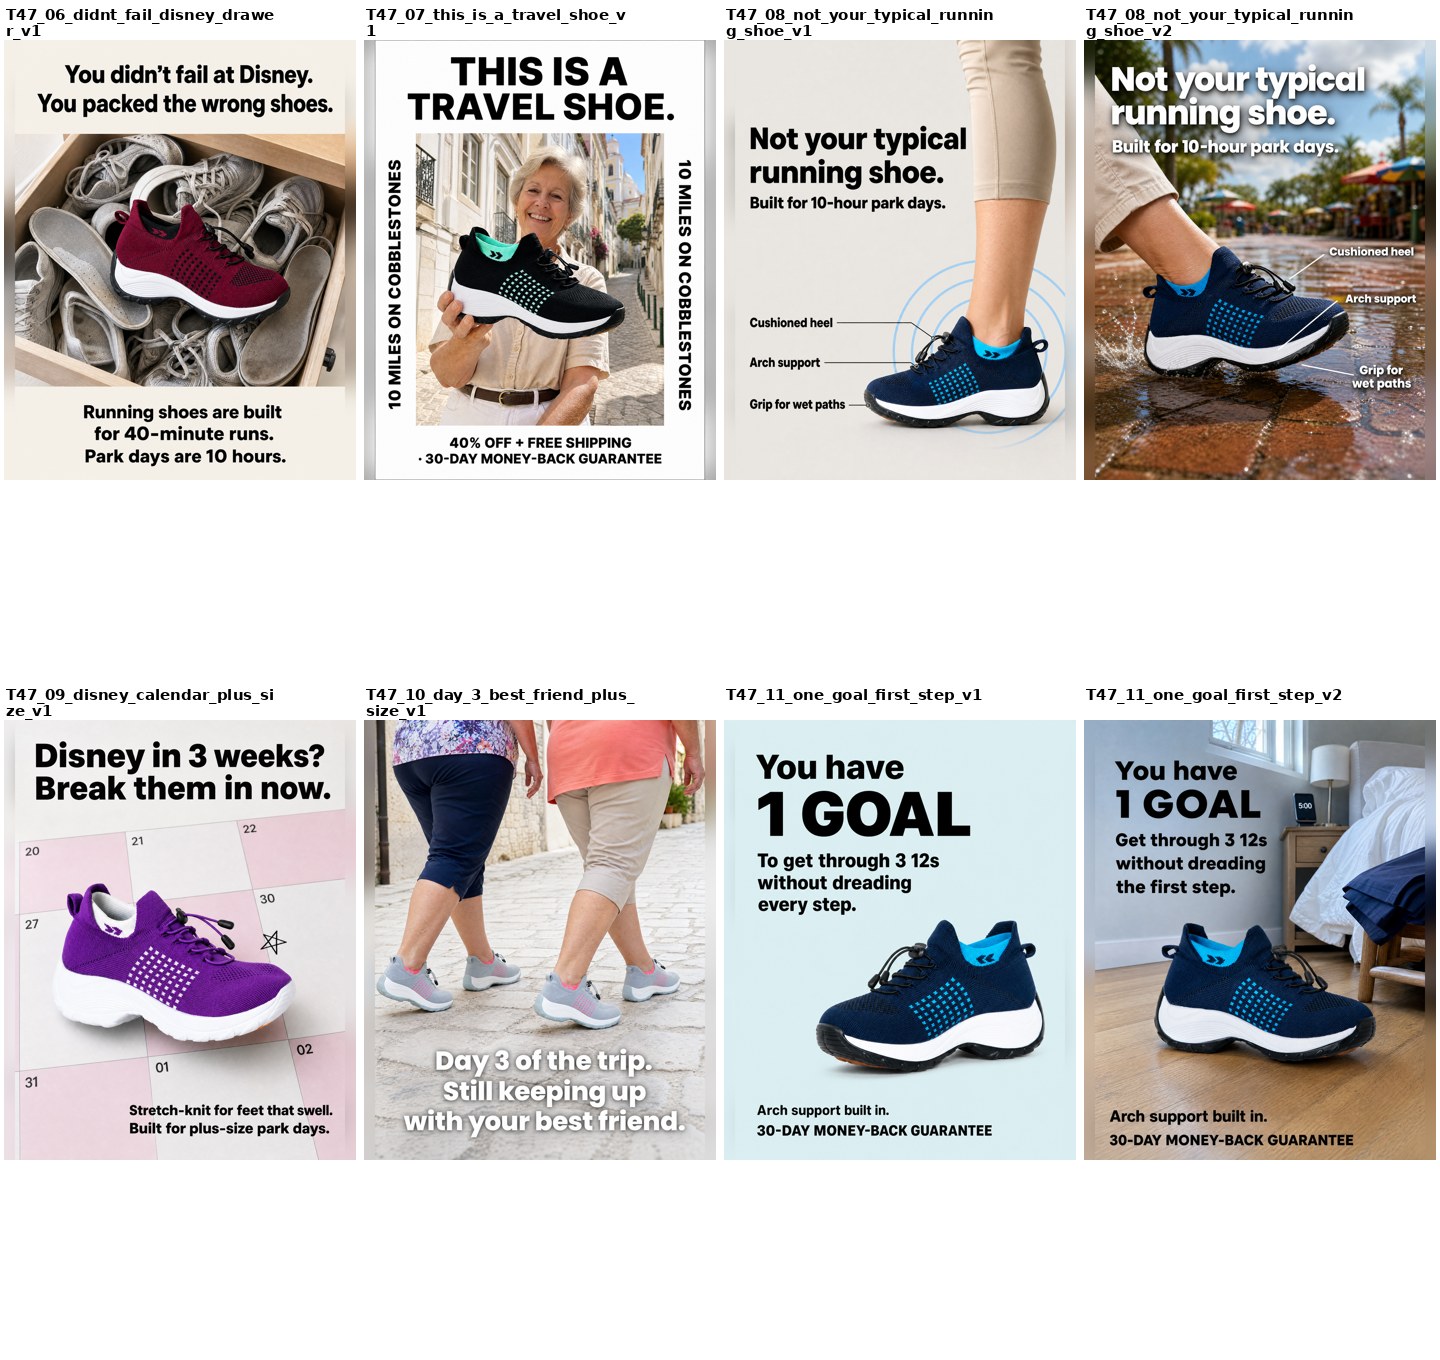 T47_06_didnt_fail_disney_drawe
r_v1
You didn’t fail at Disney.
You packed the wrong shoes.
Running shoes are built
for 40-minute runs.
Park days are 10 hours.
T47_07_this_is_a_travel_shoe_v
1
THIS IS A
TRAVEL SHOE.
10 MILES ON COBBLESTONES
10 MILES ON COBBLESTONES
40% OFF + FREE SHIPPING
· 30-DAY MONEY-BACK GUARANTEE
T47_08_not_your_typical_runnin
g_shoe_v1
Not your typical
running shoe.
Built for 10-hour park days.
Cushioned heel
Arch support
Grip for wet paths
T47_08_not_your_typical_runnin
g_shoe_v2
Not your typical
running shoe.
Built for 10-hour park days.
Cushioned heel
Arch support
Grip for
wet paths
T47_09_disney_calendar_plus_si
ze_v1
Disney in 3 weeks?
Break them in now.
20
21
22
27
30
31
01
02
Stretch-knit for feet that swell.
Built for plus-size park days.
T47_10_day_3_best_friend_plus_
size_v1
Day 3 of the trip.
Still keeping up
with your best friend.
T47_11_one_goal_first_step_v1
You have
1 GOAL
To get through 3 12s
without dreading
every step.
Arch support built in.
30-DAY MONEY-BACK GUARANTEE
T47_11_one_goal_first_step_v2
You have
1 GOAL
5:00
Get through 3 12s
without dreading
the first step.
Arch support built in.
30-DAY MONEY-BACK GUARANTEE